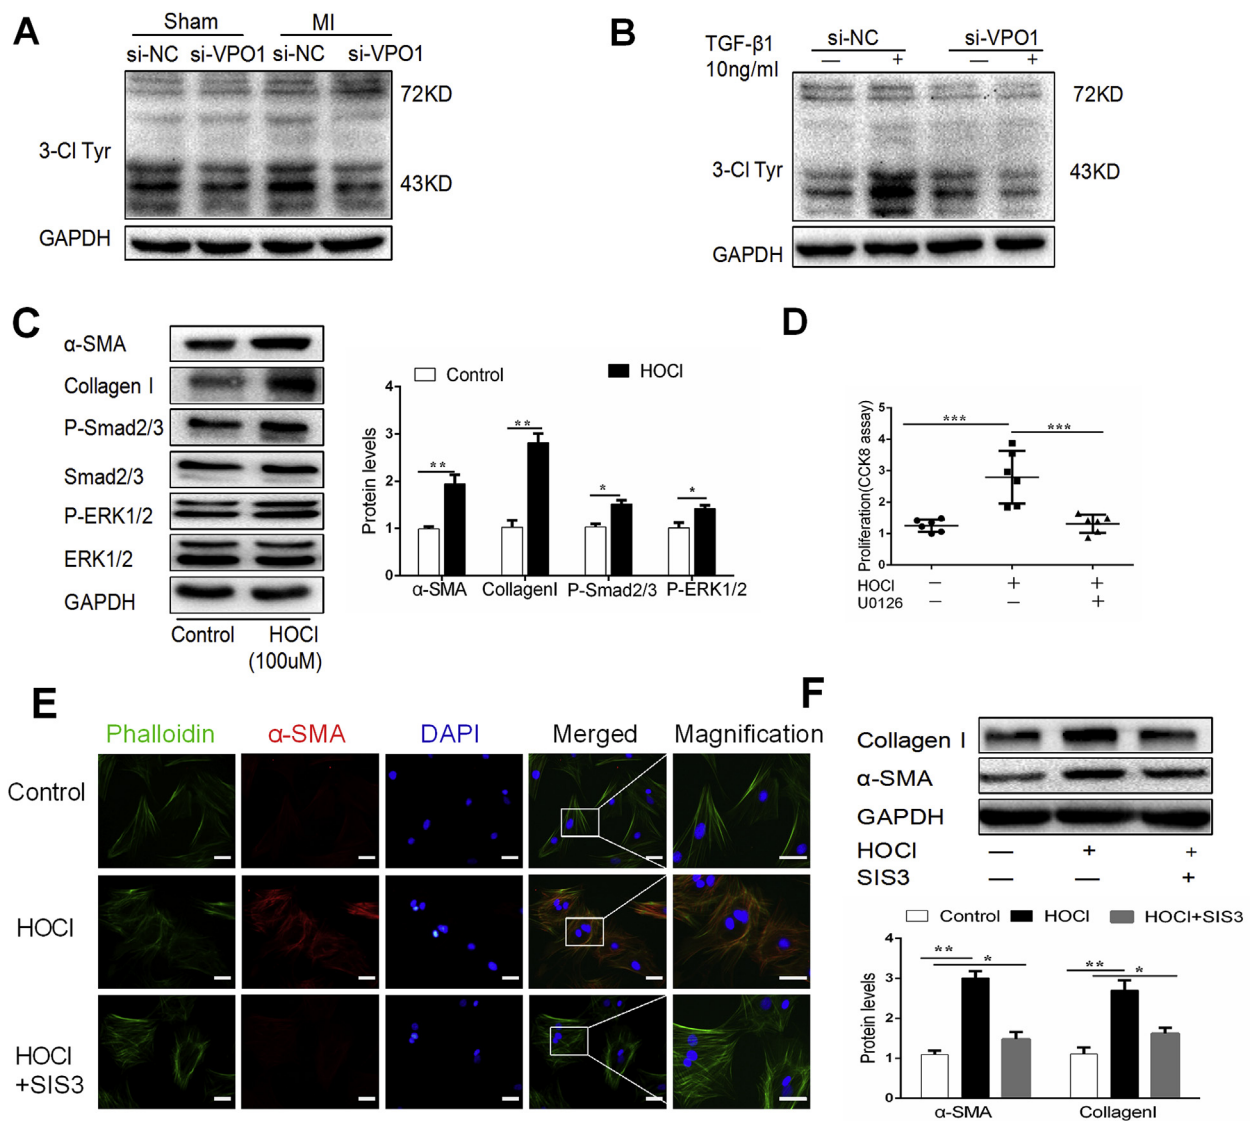 A
Sham MI
si-NC si-VPO1 si-NC si-VPO1
72KD
3-Cl Tyr
43KD
GAPDH
B
TGF-β1
10ng/ml
si-NC si-VPO1
— + — +
72KD
3-Cl Tyr
43KD
GAPDH
C
α-SMA
Collagen I
P-Smad2/3
Smad2/3
P-ERK1/2
ERK1/2
GAPDH
Control HOCl
(100uM)
Control HOCl
Protein levels
4
3
2
1
0
** ** * *
α-SMA CollagenI P-Smad2/3 P-ERK1/2
D
Proliferation(CCK8 assay)
5
4
3
2
1
0
*** ***
HOCl — + +
U0126 — — +
E
Phalloidin α-SMA DAPI Merged Magnification
Control
HOCl
HOCl
+SIS3
F
Collagen I
α-SMA
GAPDH
HOCl — + +
SIS3 — — +
Control HOCl HOCl+SIS3
Protein levels
4
3
2
1
0
** * ** *
α-SMA CollagenI